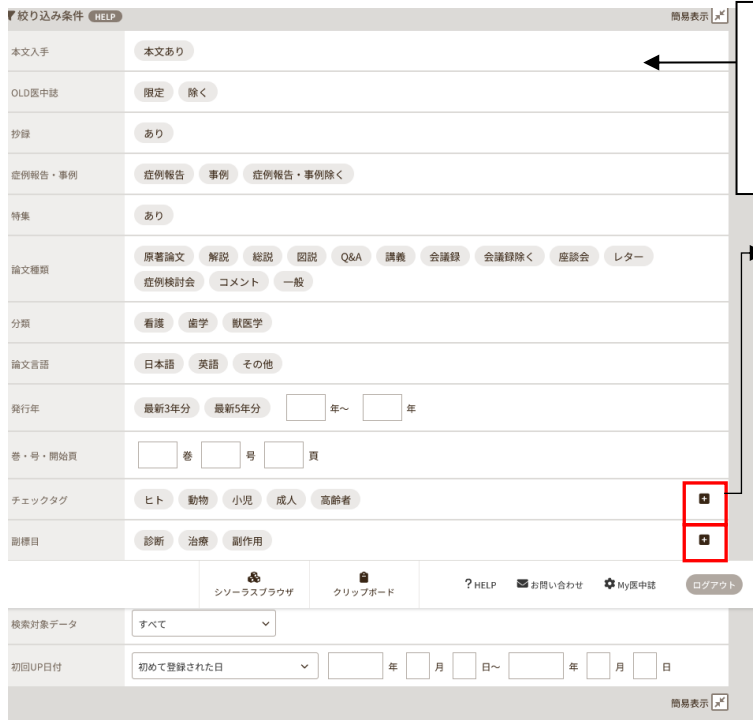 ▼絞り込み条件 HELP 簡易表示
本文入手 本文あり
OLD医中誌 限定 除く
抄録 あり
症例報告・事例 症例報告 事例 症例報告・事例除く
特集 あり
論文種類 原著論文 解説 総説 図説 Q&A 講義 会議録 会議録除く 座談会 レター
症例検討会 コメント 一般
分類 看護 歯学 獣医学
論文言語 日本語 英語 その他
発行年 最新3年分 最新5年分 年～ 年
巻・号・開始頁 巻 号 頁
チェックタグ ヒト 動物 小児 成人 高齢者
副標目 診断 治療 副作用
シソーラスブラウザ クリップボード ? HELP お問い合わせ My医中誌 ログアウト
検索対象データ すべて
初回UP日付 初めて登録された日 年 月 日～ 年 月 日
簡易表示